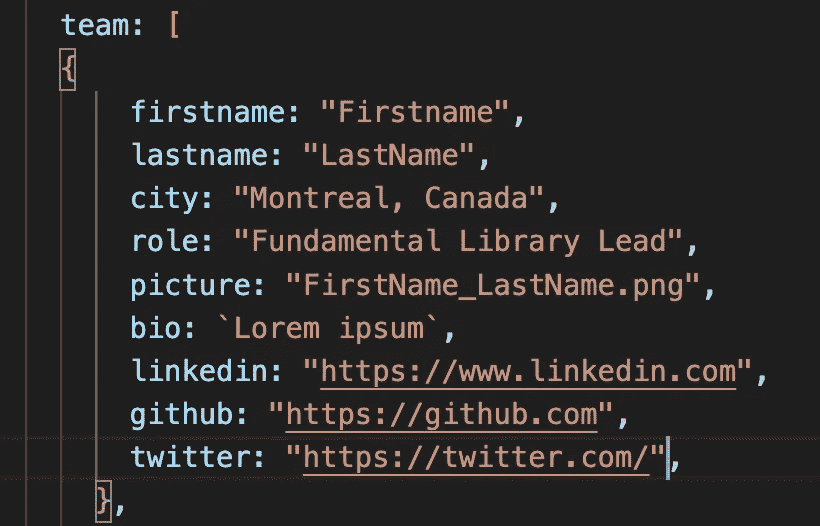 team: [
{
firstname: "Firstname",
lastname: "LastName",
city: "Montreal, Canada",
role: "Fundamental Library Lead",
picture: "FirstName_LastName.png",
bio: `Lorem ipsum`,
linkedin: "https://www.linkedin.com",
github: "https://github.com",
twitter: "https://twitter.com/",
},